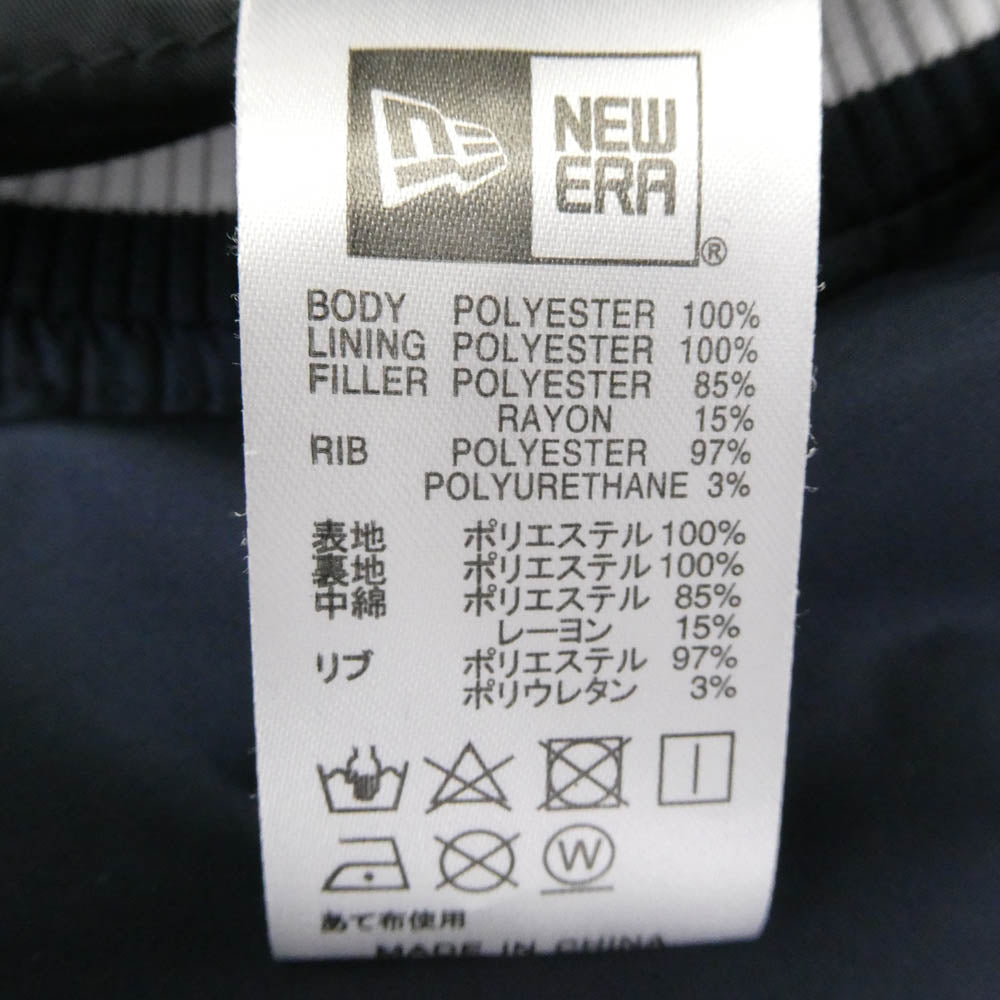 NEW
ERA
®
BODY POLYESTER 100%
LINING POLYESTER 100%
FILLER POLYESTER 85%
RAYON 15%
RIB POLYESTER 97%
POLYURETHANE 3%
表地 ポリエステル 100%
裏地 ポリエステル 100%
中綿 ポリエステル 85%
レーヨン 15%
リブ ポリエステル 97%
ポリウレタン 3%
W
あて布使用
MADE IN CHINA